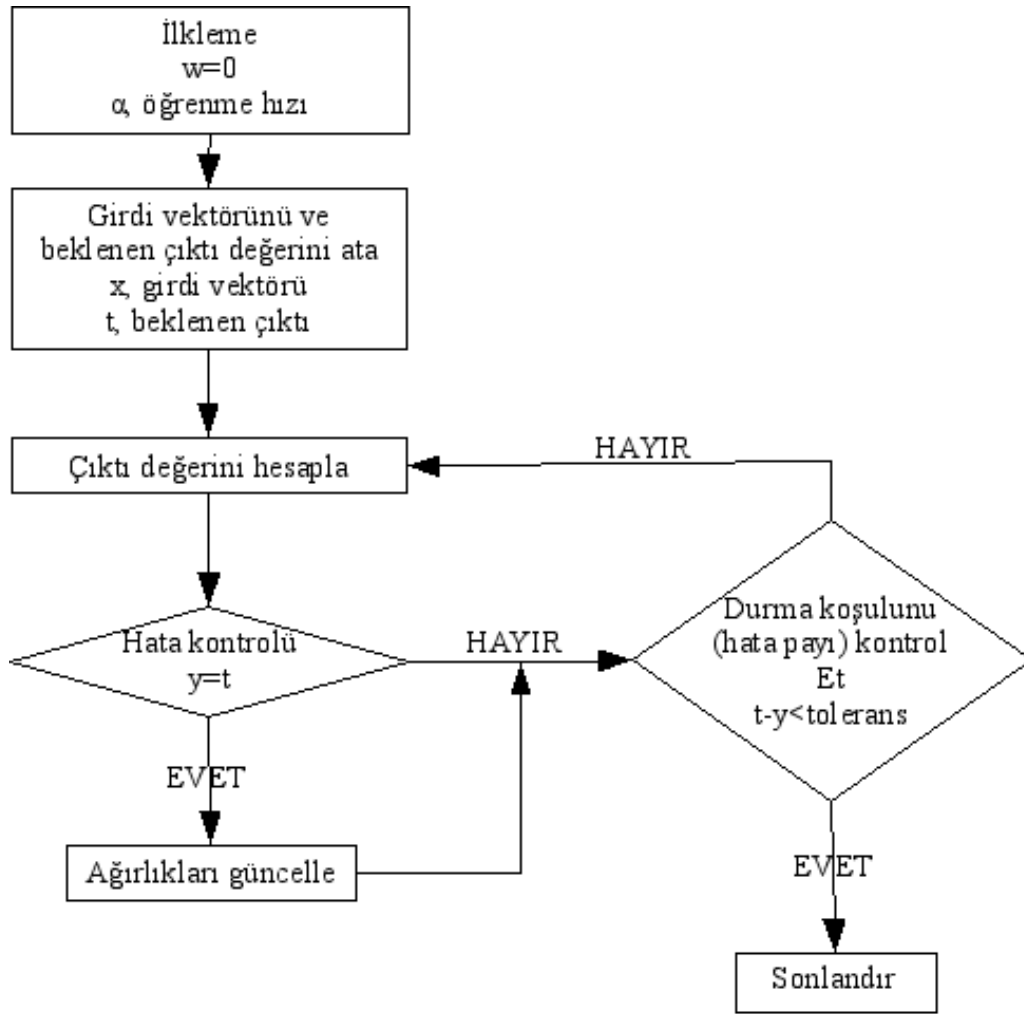 İlkleme
w=0
α, öğrenme hızı
Girdi vektörünü ve
beklenen çıktı değerini ata
x, girdi vektörü
t, beklenen çıktı
Çıktı değerini hesapla
HAYIR
Hata kontrolü
y=t
HAYIR
Durma koşulunu
(hata payı) kontrol
Et
t-y<tolerans
EVET
Ağırlıkları güncelle
EVET
Sonlandır